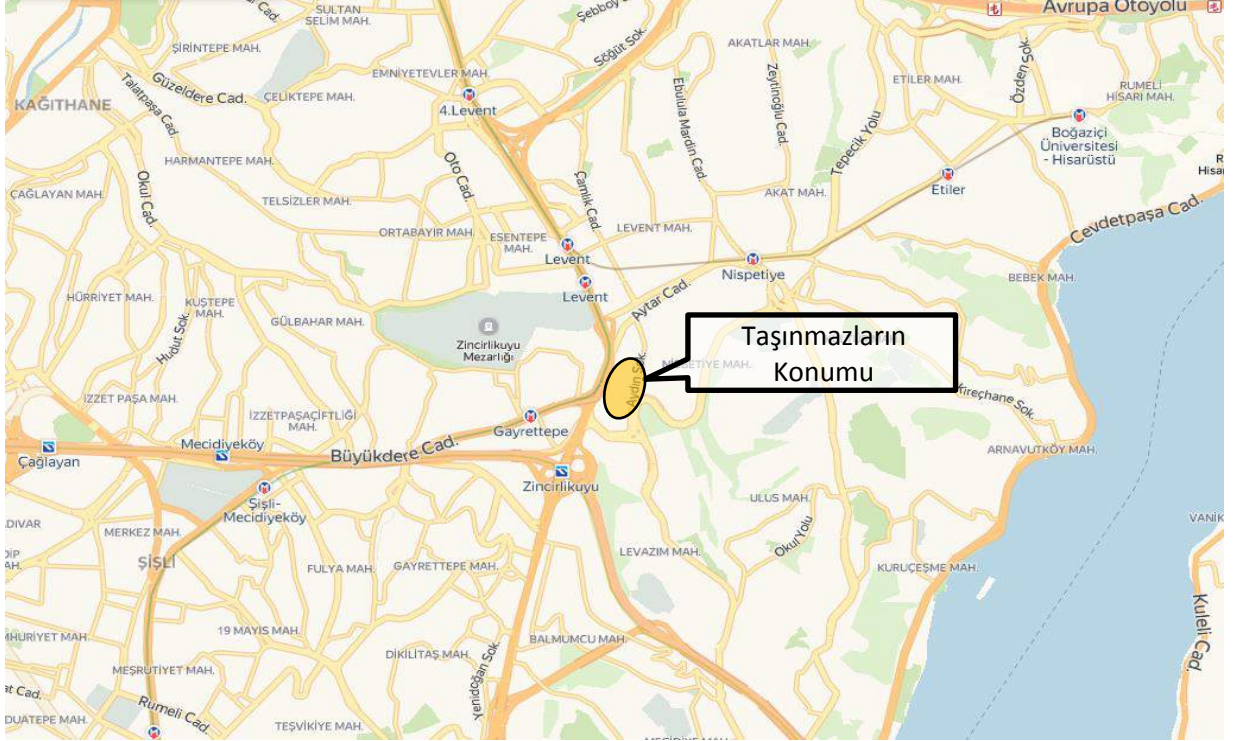 Cad.
SULTAN
SELİM MAH.
Avrupa Otoyolu
Söğüt Sok.
AKATLAR MAH.
ŞİRİNTEPE MAH.
EMNİYETEVLER MAH.
ETILER MAH.
Özden Sok.
RUMELİ
HİSARI MAH.
KAĞITHANE
Talatpaşa Cad.
Güzeldere Cad.
ÇELİKTEPE MAH.
4.Levent
Ebulula Mardin Cad.
Zeytinoğlu Cad.
Tepecik Yolu
Boğaziçi
Üniversitesi
- Hisarüstü
HARMANTEPE MAH.
Oto Cad.
Çamlık Cad.
Etiler
ÇAĞLAYAN MAH.
Okul Cad.
TELSİZLER MAH.
AKAT MAH.
Cevdetpaşa Cad.
ORTABAYIR MAH.
ESENTEPE
MAH.
LEVENT MAH.
Levent
Nispetiye
BEBEK MAH.
HÜRRİYET MAH.
KUŞTEPE
MAH.
Levent
Aytar Cad.
GÜLBAHAR MAH.
Hudut Sok.
Zincirlikuyu
Mezarlığı
Taşınmazların
Konumu
Aydın Sok.
Kireçhane Sok.
İZZET PAŞA MAH.
İZZETPAŞAÇİFTLİĞİ
MAH.
Gayrettepe
Mecidiyeköy
Büyükdere Cad.
Çağlayan
ARNAVUTKÖY MAH.
Zincirlikuyu
Şişli-
Mecidiyeköy
ULUS MAH.
MERKEZ MAH.
Okul Yolu
ŞİŞLİ
FULYA MAH.
GAYRETTEPE MAH.
LEVAZIM MAH.
KURUÇEŞME MAH.
Kuleli Cad.
19 MAYIS MAH.
BALMUMCU MAH.
DİKİLİTAŞ MAH.
MEŞRUTİYET MAH.
Yenidoğan Sok.
Rumeli Cad.
TEŞVİKİYE MAH.